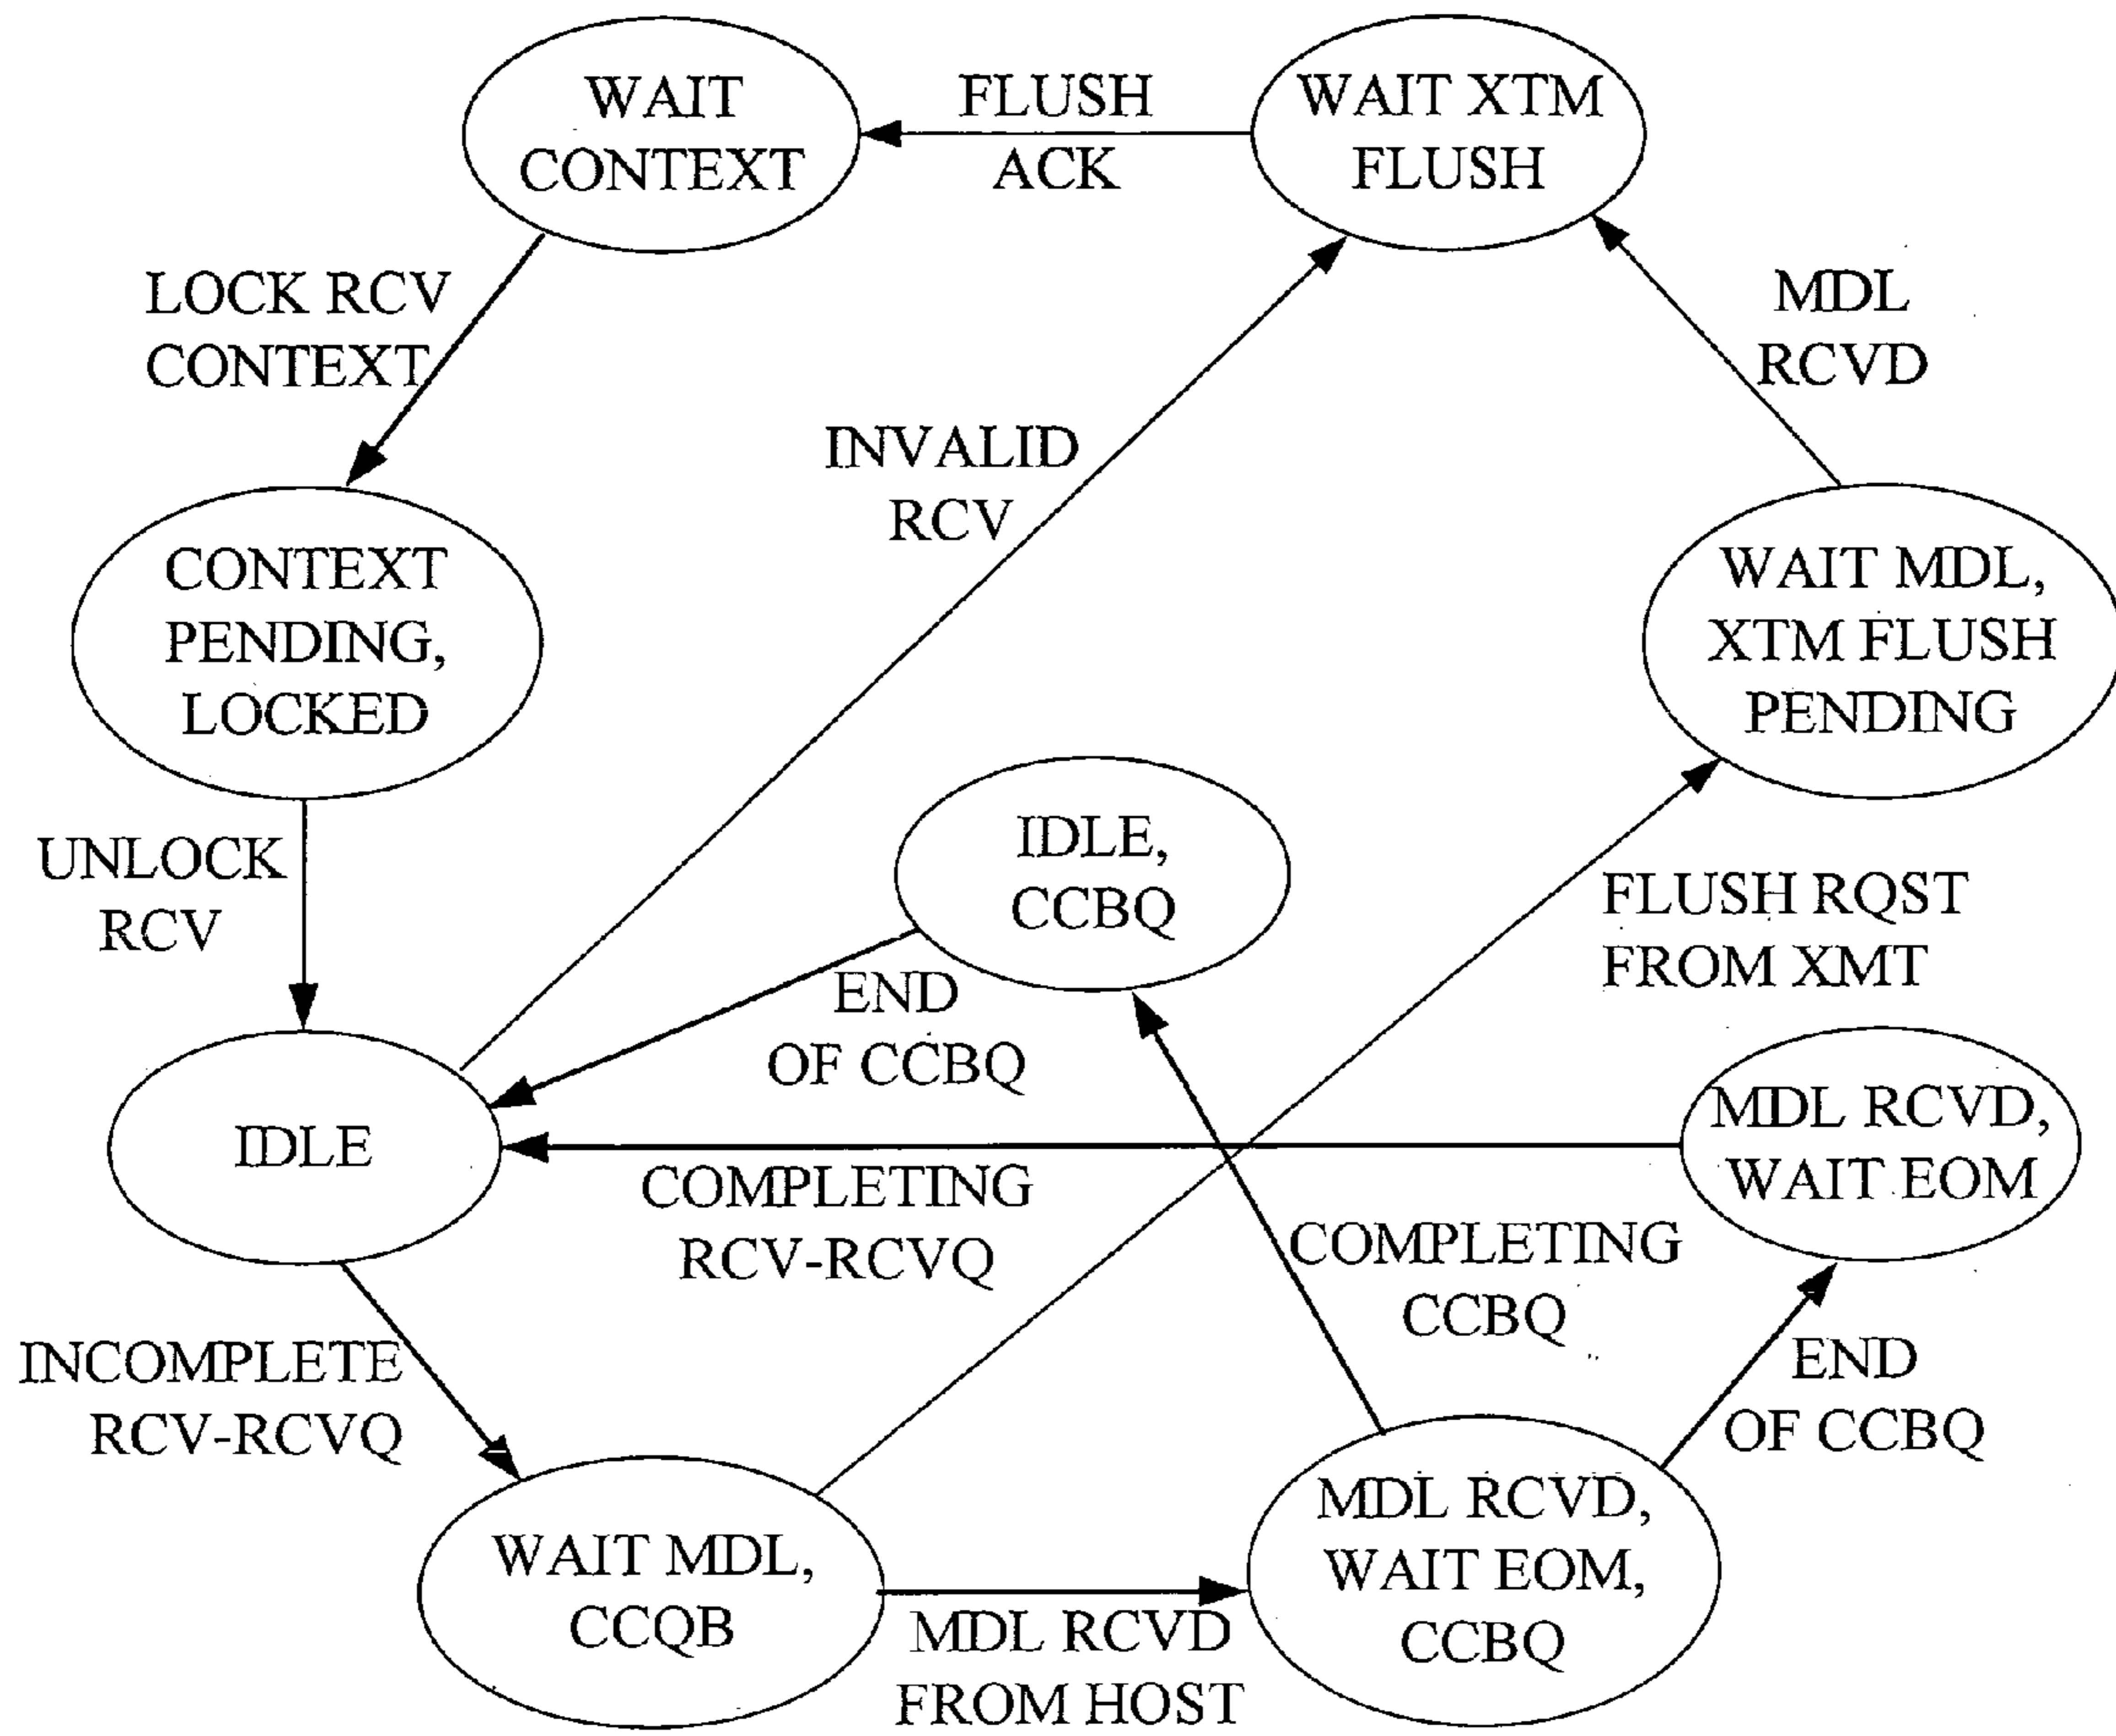 WAIT
CONTEXT
FLUSH
ACK
WAIT XTM
FLUSH
LOCK RCV
CONTEXT
MDL
RCVD
INVALID
RCV
CONTEXT
PENDING,
LOCKED
WAIT MDL,
XTM FLUSH
PENDING
UNLOCK
RCV
IDLE,
CCBQ
FLUSH RQST
FROM XMT
END
OF CCBQ
IDLE
MDL RCVD,
WAIT EOM
COMPLETING
RCV-RCVQ
COMPLETING
CCBQ
INCOMPLETE
RCV-RCVQ
END
OF CCBQ
WAIT MDL,
CCQB
MDL RCVD
FROM HOST
MDL RCVD,
WAIT EOM,
CCBQ